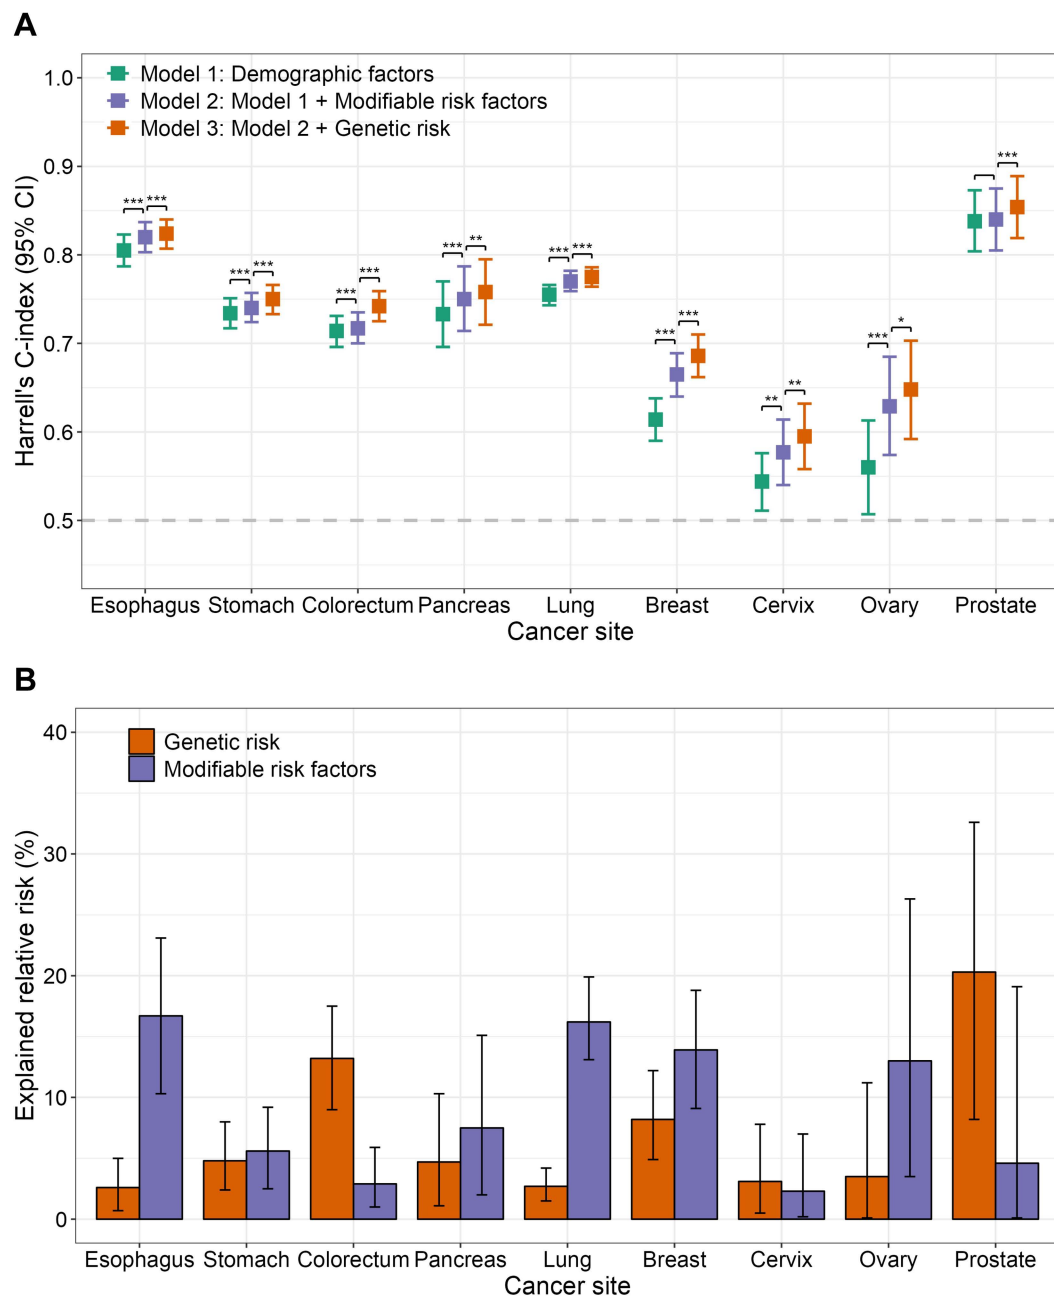 A
Model 1: Demographic factors
Model 2: Model 1 + Modifiable risk factors
Model 3: Model 2 + Genetic risk
Harrell's C-index (95% CI)
1.0
0.9
0.8
0.7
0.6
0.5
*** *** *** *** *** *** *** ** *** *** *** *** ** ** *** * ***
Esophagus Stomach Colorectum Pancreas Lung Breast Cervix Ovary Prostate
Cancer site
B
Genetic risk
Modifiable risk factors
Explained relative risk (%)
40
30
20
10
0
Esophagus Stomach Colorectum Pancreas Lung Breast Cervix Ovary Prostate
Cancer site